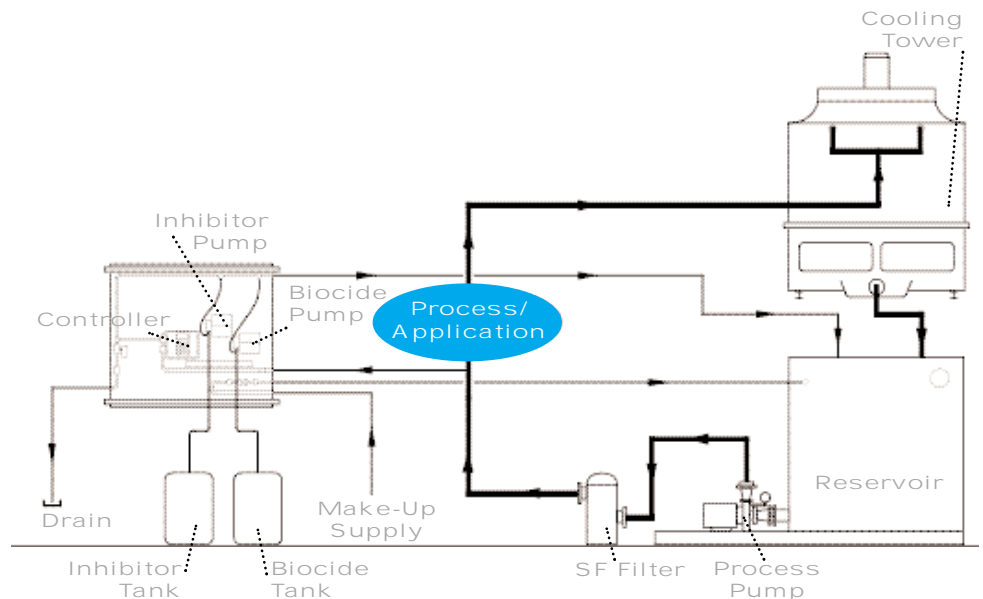 Cooling
Tower
Inhibitor
Pump
Biocide
Pump
Controller
Process/
Application
Reservoir
Drain
Make-Up
Supply
Inhibitor
Tank
Biocide
Tank
SF Filter
Process
Pump